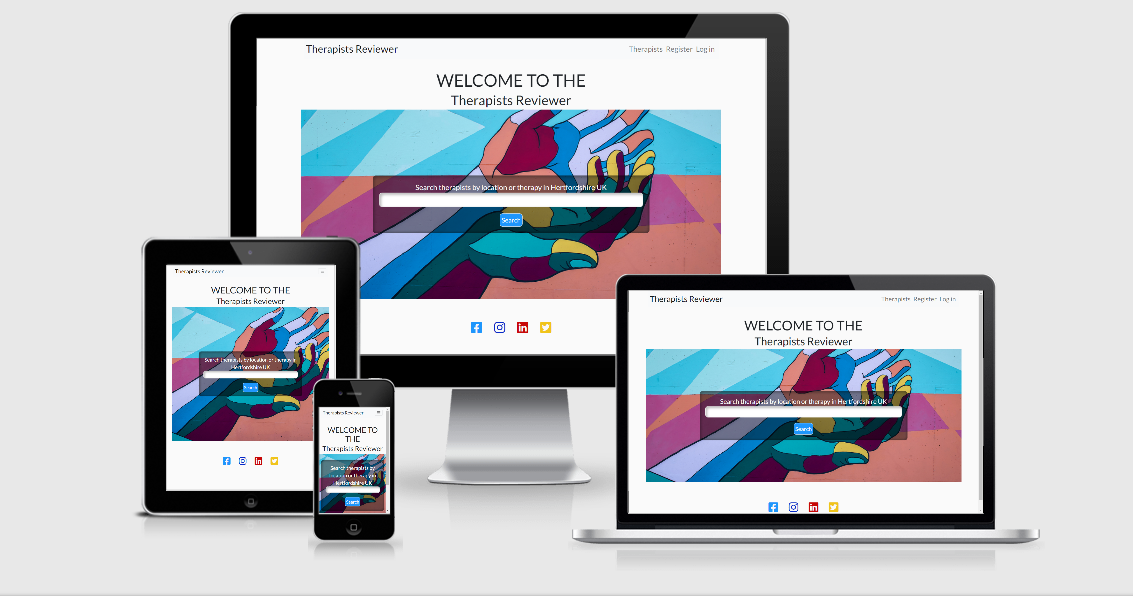 Therapists Reviewer
Therapists Register Log in
WELCOME TO THE
Therapists Reviewer
Search therapists by location or therapy in Hertfordshire UK
Search
Therapists Reviewer
WELCOME TO THE
Therapists Reviewer
Search therapists by location or therapy in
Hertfordshire UK
Search
Therapists Reviewer
WELCOME TO
THE
Therapists Reviewer
Search therapists by
location or therapy in
Hertfordshire UK
Search
Therapists Reviewer
Therapists Register Log in
WELCOME TO THE
Therapists Reviewer
Search therapists by location or therapy in Hertfordshire UK
Search